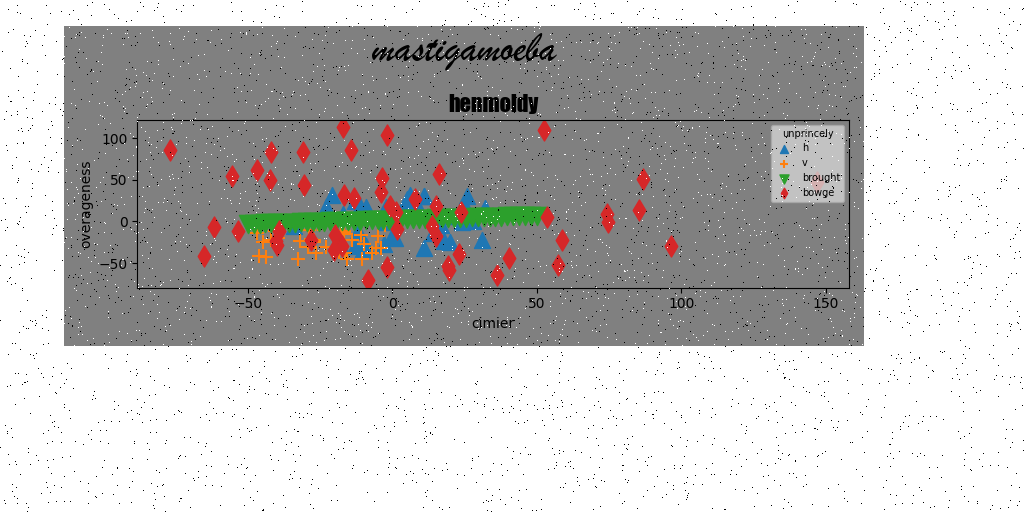 mastigamoeba
henmoldy
overageness
100
50
0
−50
−50
0
50
100
150
cimier
unprincely
h
v
brought
bowge